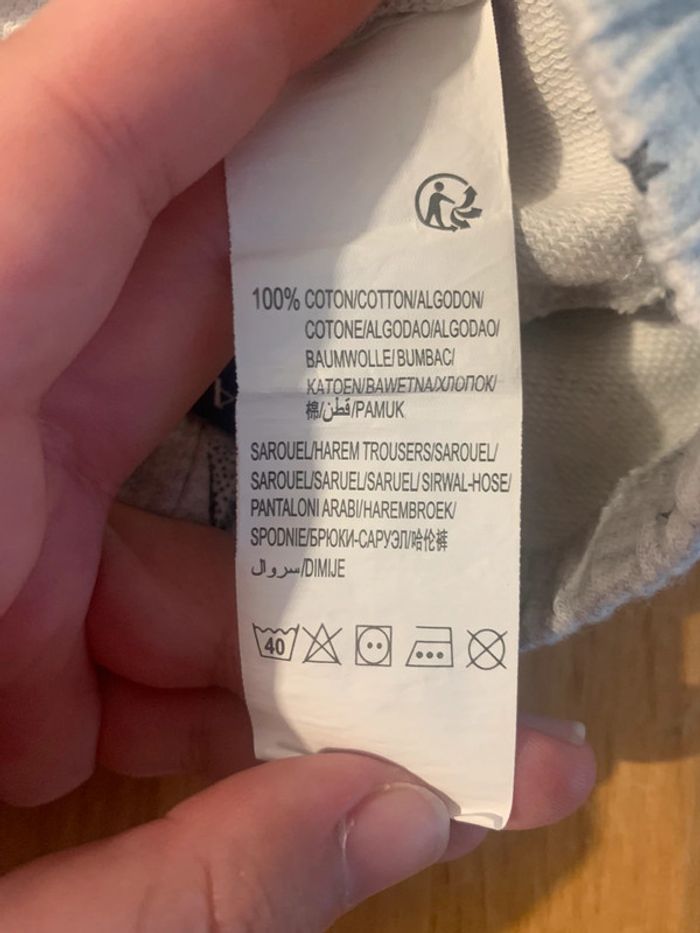 100% COTON/COTTON/ALGODON/
COTONE/ALGODAO/ALGODAO/
BAUMWOLLE/BUMBAC/
KATOEN/BAWETNA/ХЛОПОК/
棉/قطن/PAMUK
SAROUEL/HAREM TROUSERS/SAROUEL/
SAROUEL/SARUEL/SARUEL/SIRWAL-HOSE/
PANTALONI ARABI/HAREMBROEK/
SPODNIE/БРЮКИ-САРУЭЛ/哈伦裤
سروال/DIMIJE
40